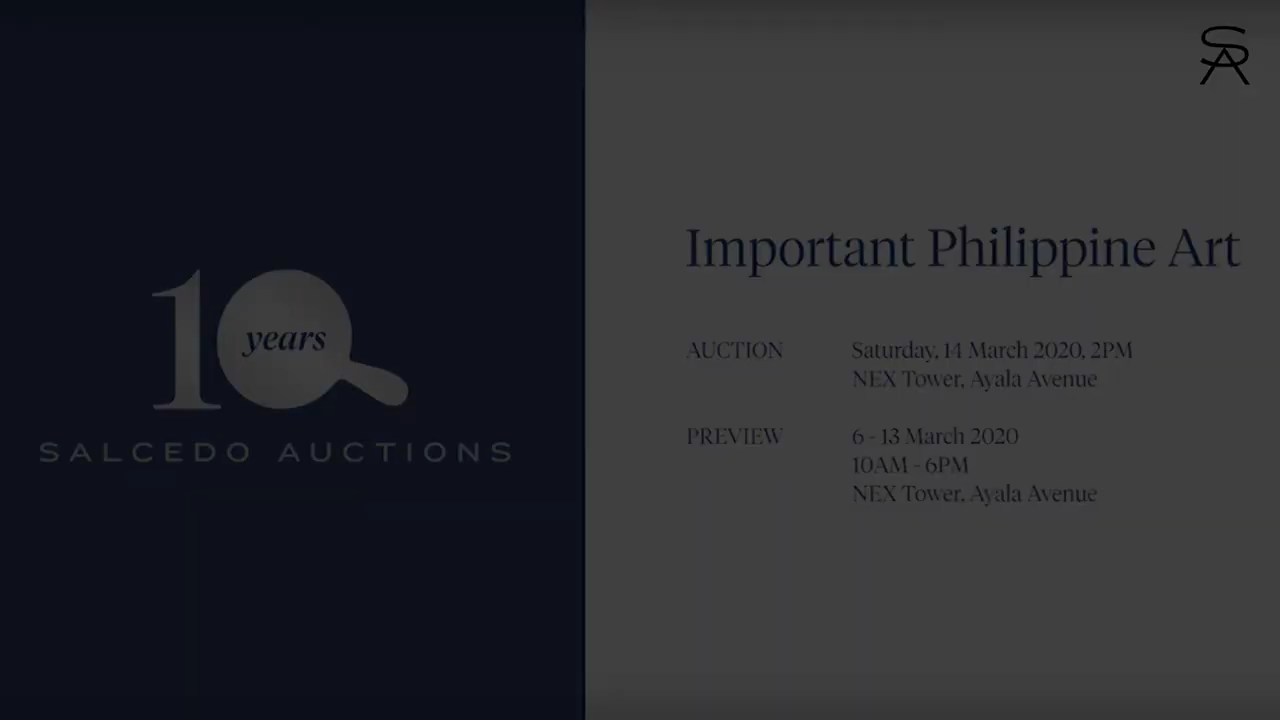 SA
10 years
SALCEDO AUCTIONS
Important Philippine Art
AUCTION Saturday, 14 March 2020, 2PM
NEX Tower, Ayala Avenue
PREVIEW 6 - 13 March 2020
10AM - 6PM
NEX Tower, Ayala Avenue